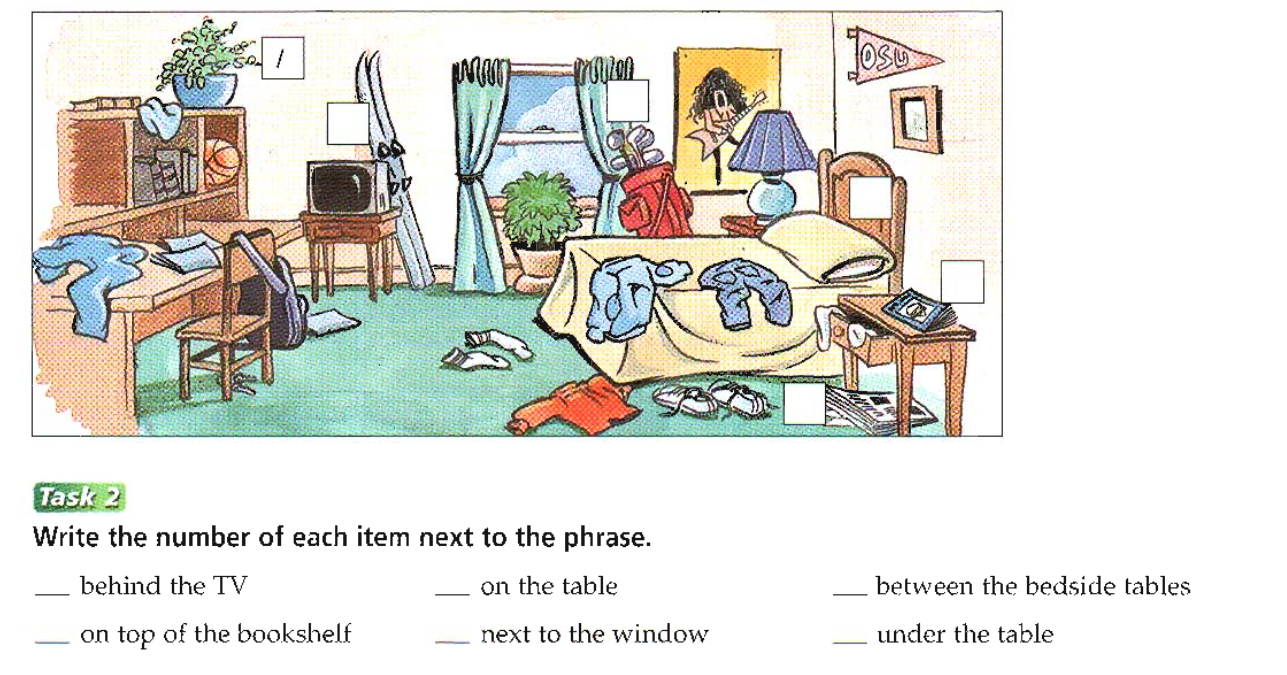 OSU
1
Task 2
Write the number of each item next to the phrase.
___ behind the TV ___ on the table ___ between the bedside tables
___ on top of the bookshelf ___ next to the window ___ under the table